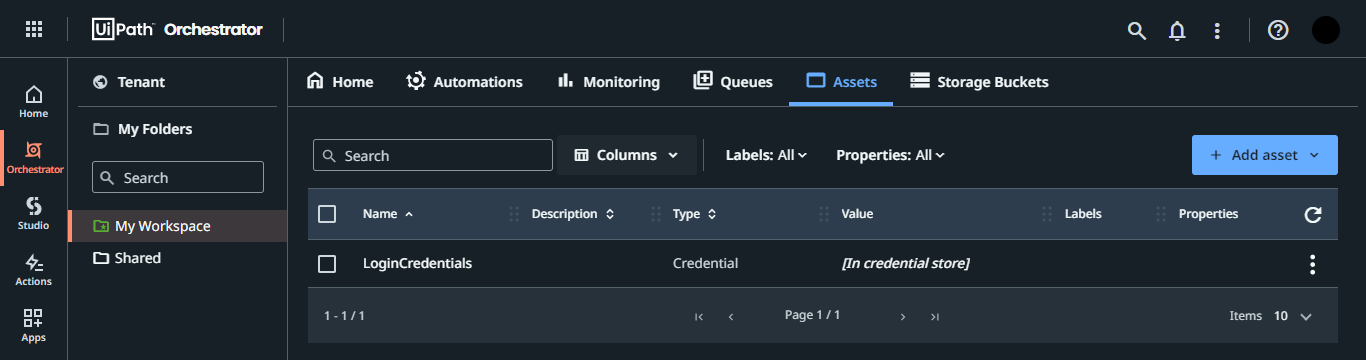 UiPath Orchestrator
Home
Orchestrator
Studio
Actions
Apps
Tenant
My Folders
Search
My Workspace
Shared
Home Automations Monitoring Queues Assets Storage Buckets
Search Columns Labels: All Properties: All + Add asset
Name Description Type Value Labels Properties
LoginCredentials Credential [In credential store]
1 - 1 / 1 Page 1 / 1 Items 10